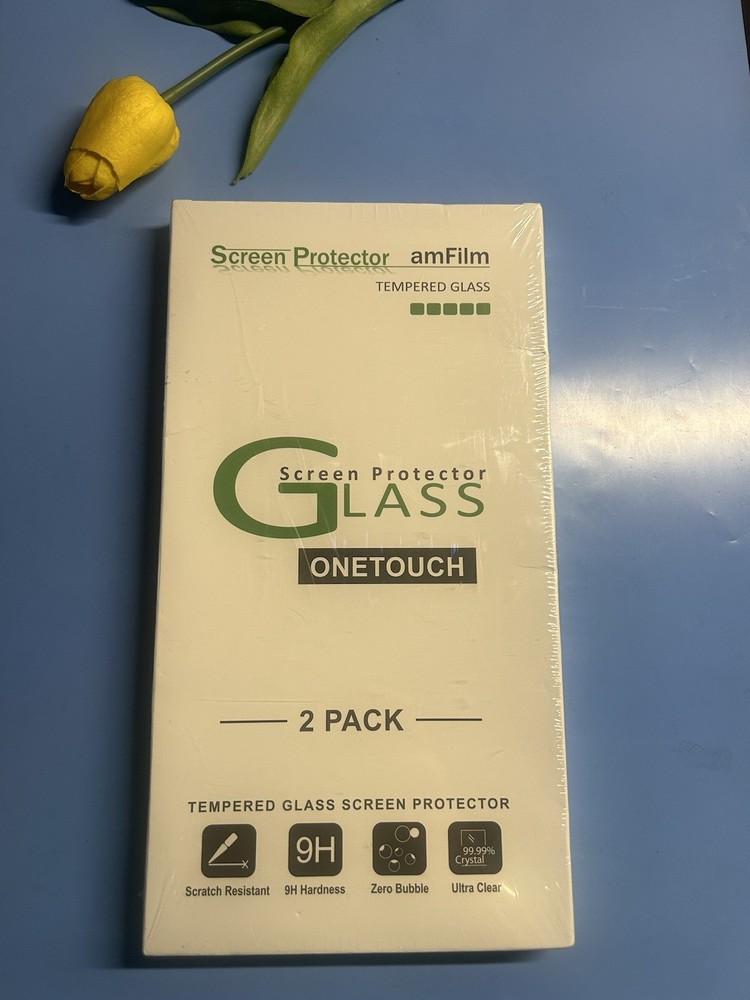 Screen Protector amFilm
TEMPERED GLASS
Screen Protector
GLASS
ONETOUCH
2 PACK
TEMPERED GLASS SCREEN PROTECTOR
X
9H
99.99%
Crystal
Scratch Resistant 9H Hardness Zero Bubble Ultra Clear